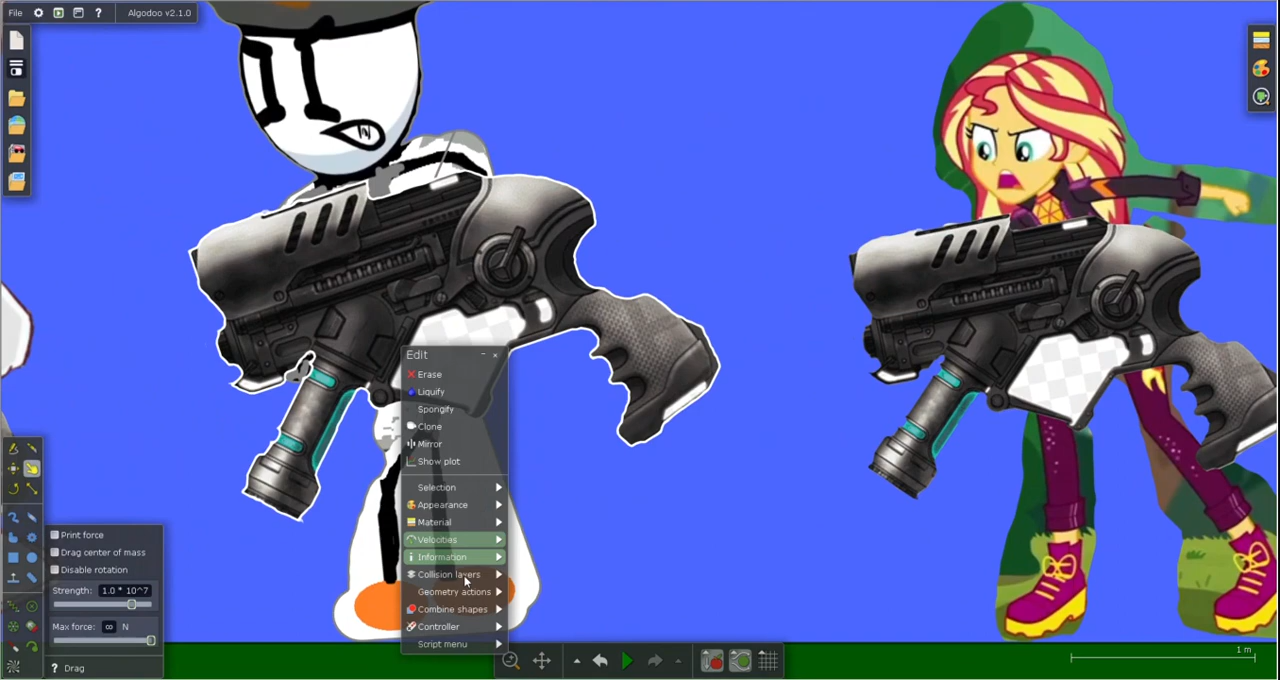 File
?
Algodoo v2.1.0
Edit
Erase
Liquify
Spongify
Clone
Mirror
Show plot
Selection
Appearance
Material
Velocities
Information
Collision layers
Geometry actions
Combine shapes
Controller
Script menu
Print force
Drag center of mass
Disable rotation
Strength: 1.0 * 10^7
Max force: ∞ N
? Drag
1 m